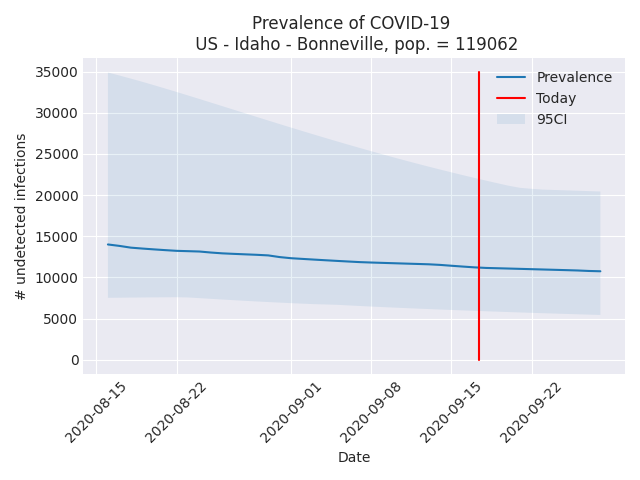 Prevalence of COVID-19
US - Idaho - Bonneville, pop. = 119062
35000
30000
25000
20000
15000
10000
5000
0
# undetected infections
Prevalence
Today
95CI
2020-08-15
2020-08-22
2020-09-01
2020-09-08
2020-09-15
2020-09-22
Date